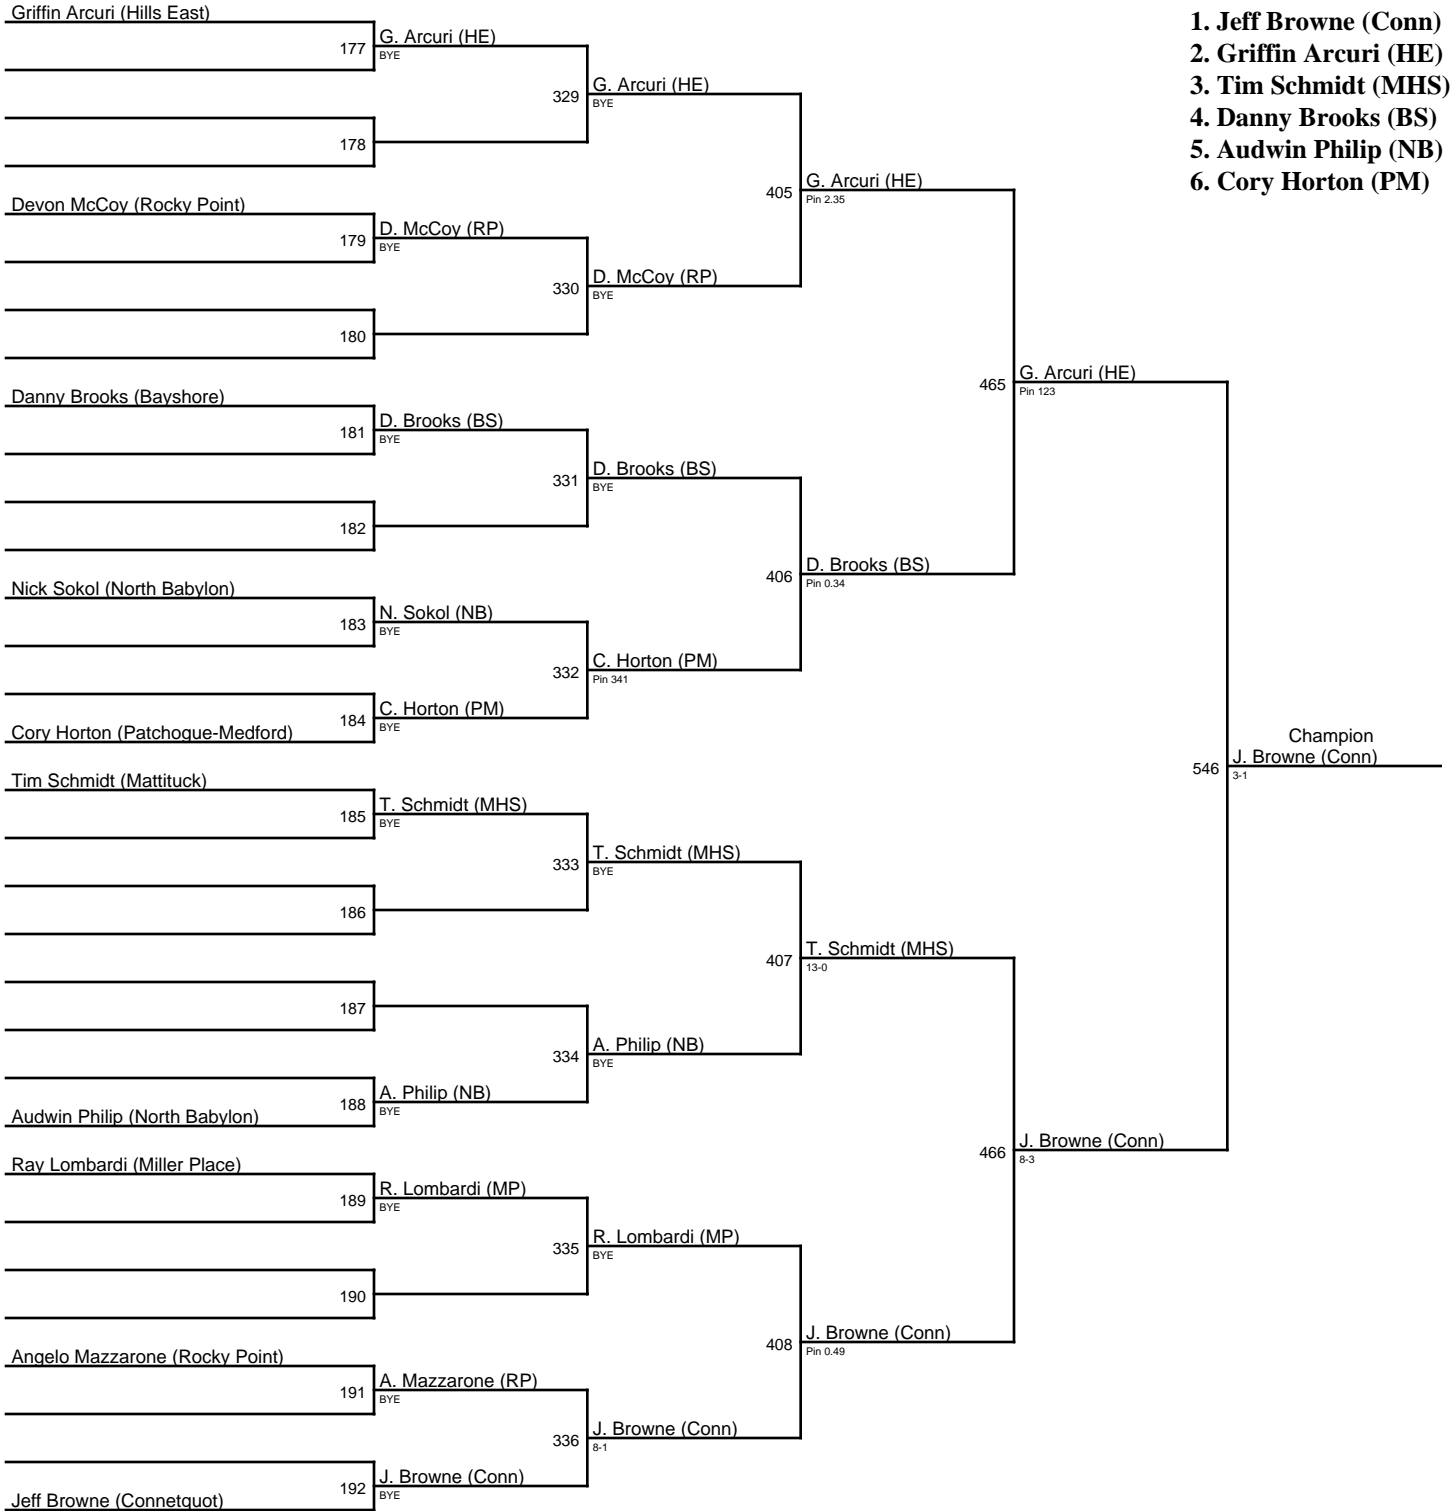 1. Jeff Browne (Conn)
2. Griffin Arcuri (HE)
3. Tim Schmidt (MHS)
4. Danny Brooks (BS)
5. Audwin Philip (NB)
6. Cory Horton (PM)
Griffin Arcuri (Hills East)
177
178
Devon McCoy (Rocky Point)
179
180
Danny Brooks (Bayshore)
181
182
Nick Sokol (North Babylon)
183
184
Cory Horton (Patchogue-Medford)
Tim Schmidt (Mattituck)
185
186
187
188
Audwin Philip (North Babylon)
Ray Lombardi (Miller Place)
189
190
Angelo Mazzarone (Rocky Point)
191
192
Jeff Browne (Connetquot)
G. Arcuri (HE)
BYE
329
D. McCoy (RP)
BYE
330
D. Brooks (BS)
BYE
331
N. Sokol (NB)
BYE
332
C. Horton (PM)
BYE
T. Schmidt (MHS)
BYE
333
334
A. Philip (NB)
BYE
R. Lombardi (MP)
BYE
335
A. Mazzarone (RP)
BYE
336
J. Browne (Conn)
BYE
G. Arcuri (HE)
BYE
405
D. McCoy (RP)
BYE
D. Brooks (BS)
BYE
406
C. Horton (PM)
Pin 341
T. Schmidt (MHS)
BYE
407
A. Philip (NB)
BYE
R. Lombardi (MP)
BYE
408
J. Browne (Conn)
8-1
G. Arcuri (HE)
Pin 2.35
465
D. Brooks (BS)
Pin 0.34
T. Schmidt (MHS)
13-0
466
J. Browne (Conn)
Pin 0.49
G. Arcuri (HE)
Pin 123
546
J. Browne (Conn)
8-3
Champion
J. Browne (Conn)
3-1